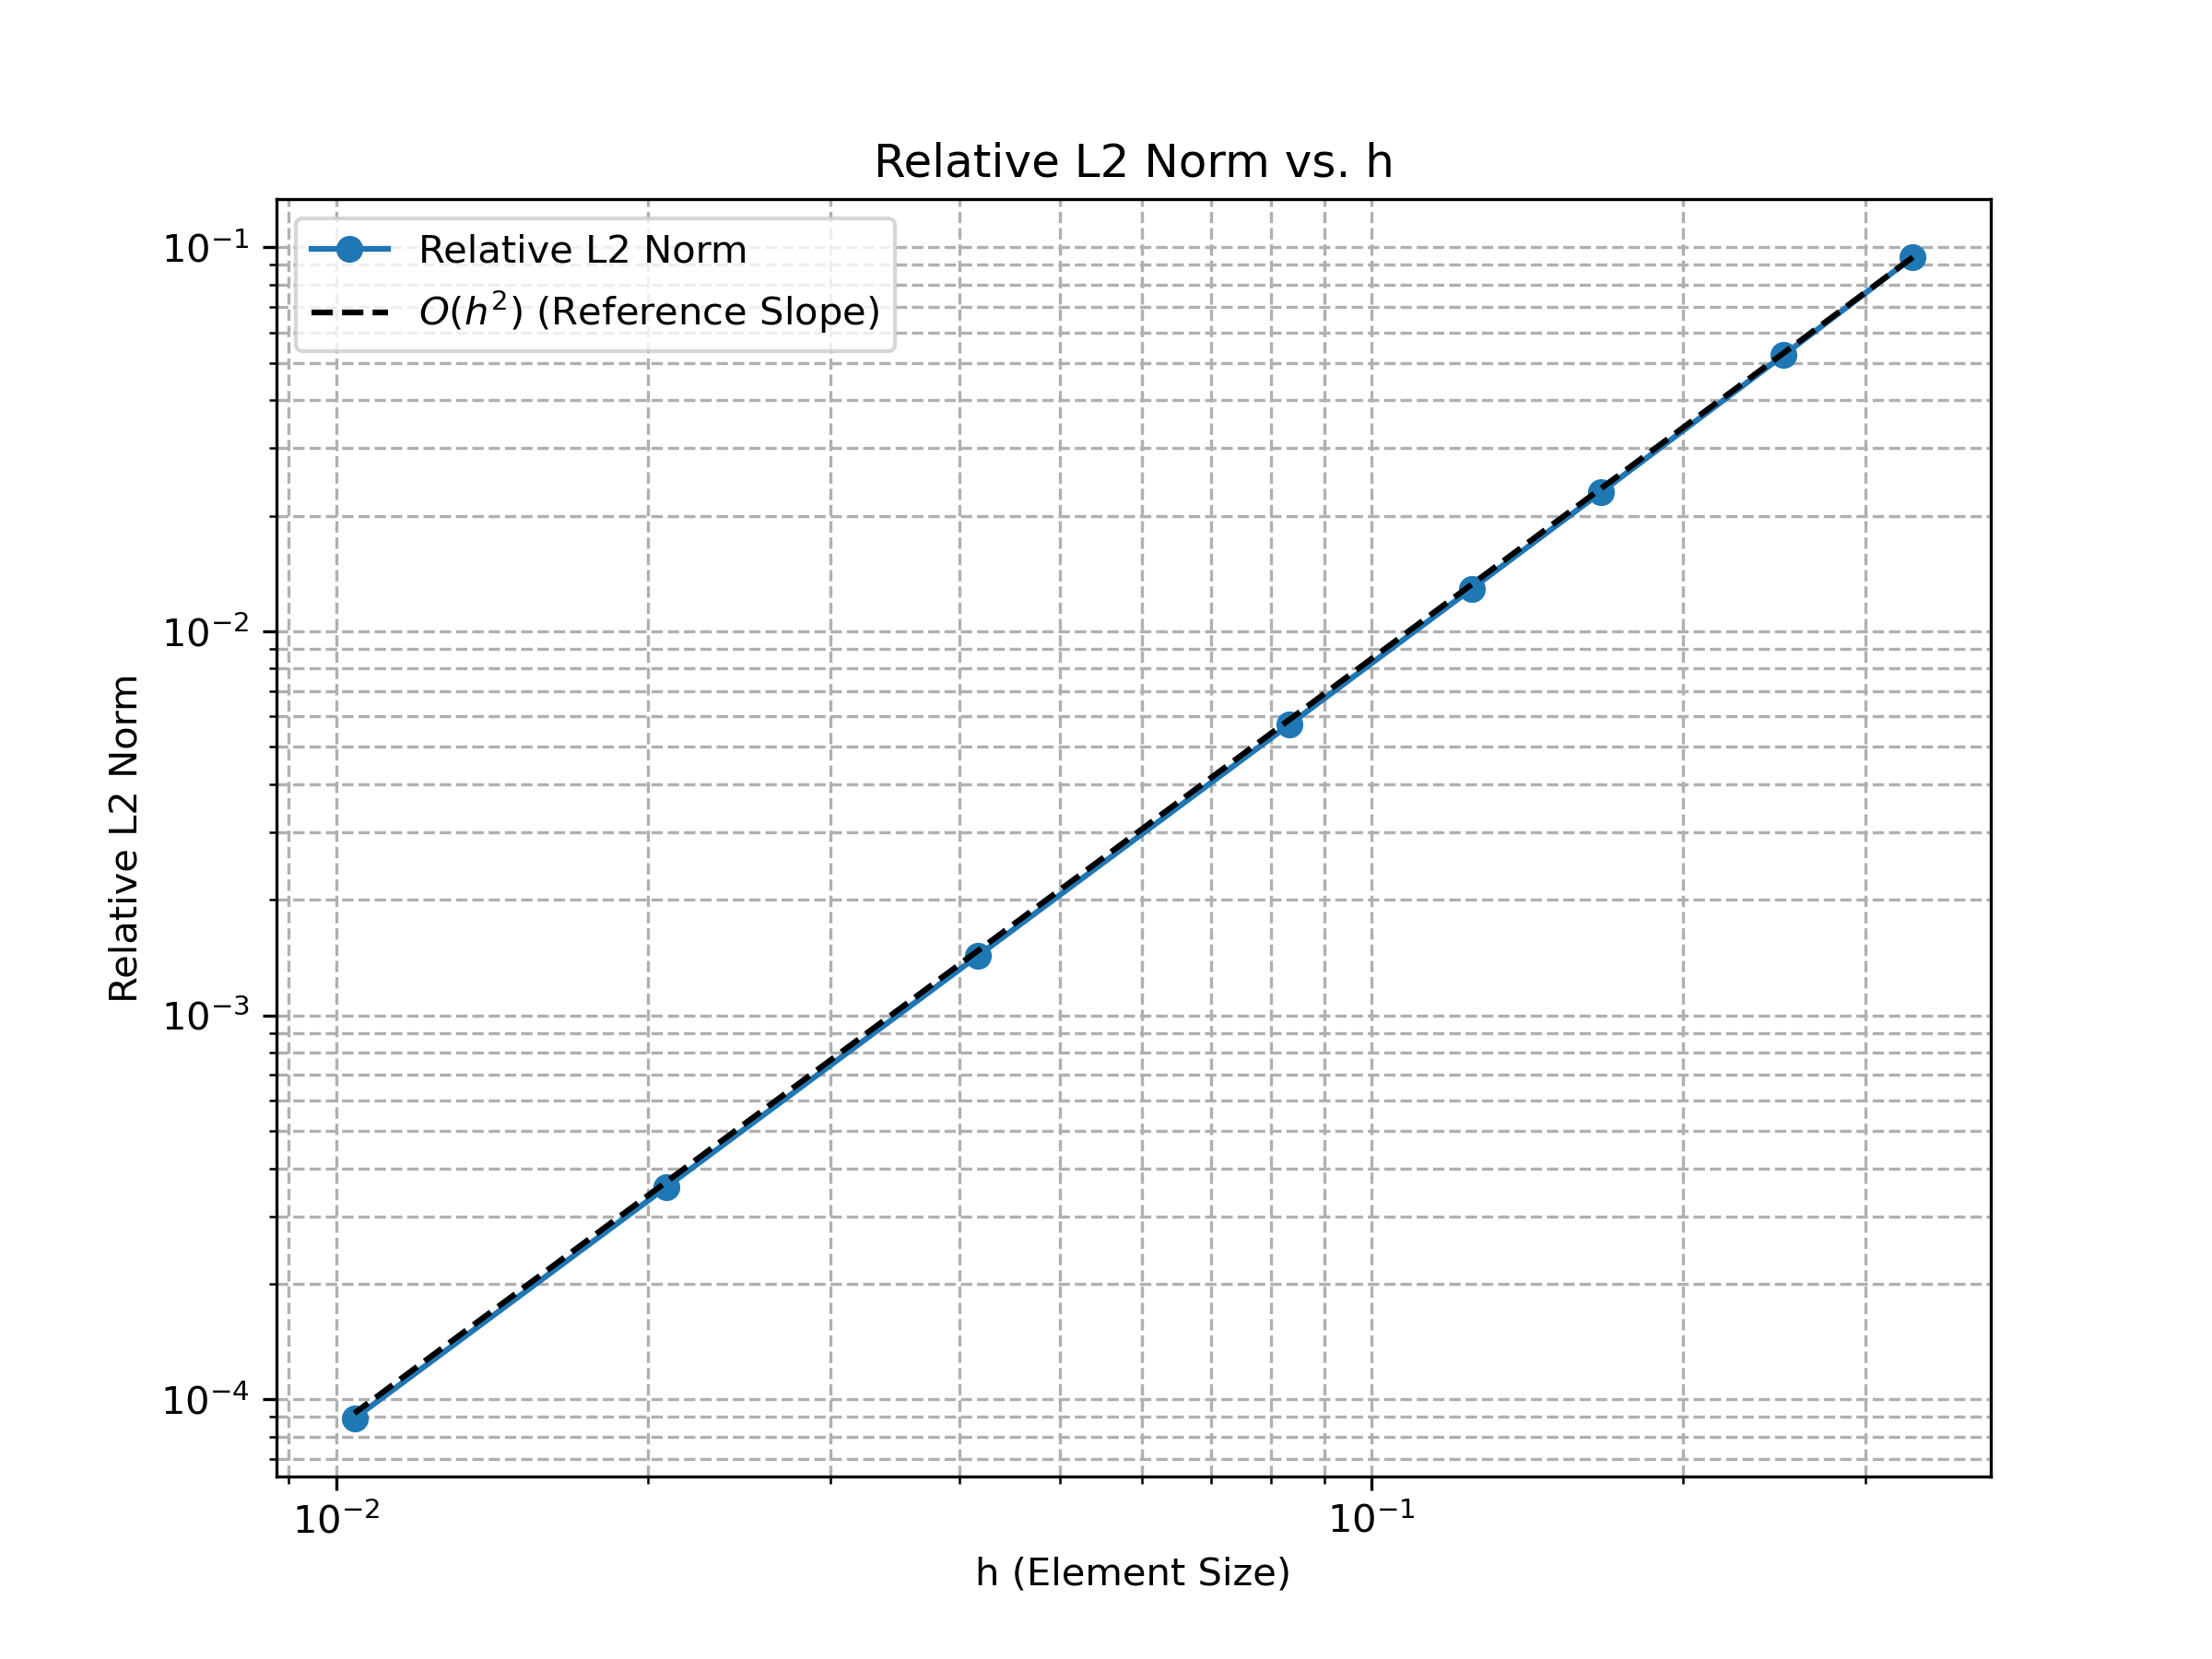 Relative L2 Norm vs. h
Relative L2 Norm
O(h²) (Reference Slope)
10⁻¹
10⁻²
10⁻³
10⁻⁴
Relative L2 Norm
10⁻²
10⁻¹
h (Element Size)